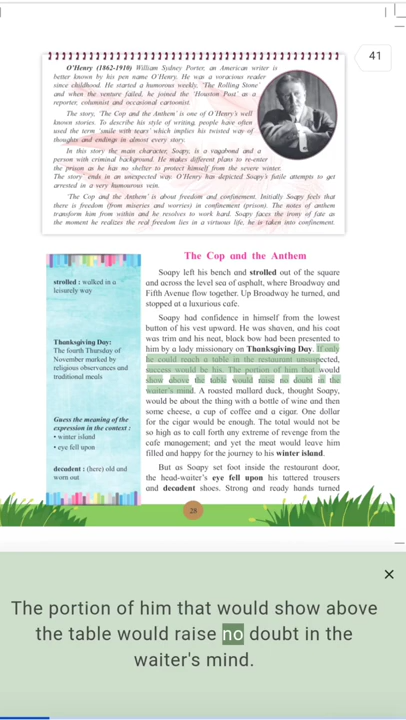 41
O'Henry (1862-1910) William Sydney Porter, an American writer is
better known by his pen name O'Henry. He was a voracious reader
since childhood. He started a humorous weekly, 'The Rolling Stone'
and when the venture failed, he joined the 'Houston Post' as a
reporter, columnist and occasional cartoonist.
The story, 'The Cop and the Anthem' is one of O'Henry's well
known stories. To describe his style of writing, people have often
used the term 'smile with tears' which implies his twisted way of
thoughts and endings in almost every story.
In this story the main character, Soapy, is a vagabond and a
person with criminal background. He makes different plans to re-enter
the prison as he has no shelter to protect himself from the severe winter.
The story ends in an unexpected way. O'Henry has depicted Soapy's futile attempts to get
arrested in a very humourous vein.
'The Cop and the Anthem' is about freedom and confinement. Initially Soapy feels that
there is freedom (from miseries and worries) in confinement (prison). The notes of anthem
transform him from within and he resolves to work hard. Soapy faces the irony of fate as
the moment he realizes the real freedom lies in a virtuous life, he is taken into confinement.
The Cop and the Anthem
Soapy left his bench and strolled out of the square
and across the level sea of asphalt, where Broadway and
Fifth Avenue flow together. Up Broadway he turned, and
stopped at a luxurious cafe.
Soapy had confidence in himself from the lowest
button of his vest upward. He was shaven, and his coat
was trim and his neat, black bow had been presented to
him by a lady missionary on Thanksgiving Day. If only
he could reach a table in the restaurant unsuspected,
success would be his. The portion of him that would
show above the table would raise no doubt in the
waiter's mind. A roasted mallard duck, thought Soapy,
would be about the thing with a bottle of wine and then
some cheese, a cup of coffee and a cigar. One dollar
for the cigar would be enough. The total would not be
so high as to call forth any extreme of revenge from the
cafe management; and yet the meat would leave him
filled and happy for the journey to his winter island.
But as Soapy set foot inside the restaurant door,
the head-waiter's eye fell upon his tattered trousers
and decadent shoes. Strong and ready hands turned
strolled : walked in a
leisurely way
Thanksgiving Day:
The fourth Thursday of
November marked by
religious observances and
traditional meals
Guess the meaning of the
expression in the context :
• winter island
• eye fell upon
decadent : (here) old and
worn out
28
The portion of him that would show above
the table would raise no doubt in the
waiter's mind.